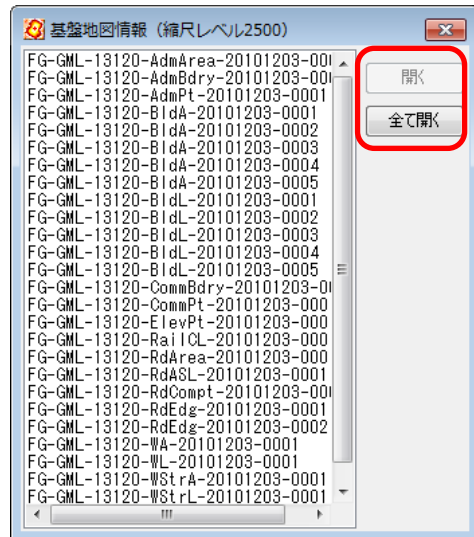 基盤地図情報（縮尺レベル2500）
FG-GML-13120-AdmArea-20101203-00
FG-GML-13120-AdmBdry-20101203-00
FG-GML-13120-AdmPt-20101203-0001
FG-GML-13120-BldA-20101203-0001
FG-GML-13120-BldA-20101203-0002
FG-GML-13120-BldA-20101203-0003
FG-GML-13120-BldA-20101203-0004
FG-GML-13120-BldA-20101203-0005
FG-GML-13120-BldL-20101203-0001
FG-GML-13120-BldL-20101203-0002
FG-GML-13120-BldL-20101203-0003
FG-GML-13120-BldL-20101203-0004
FG-GML-13120-BldL-20101203-0005
FG-GML-13120-CommBdry-20101203-0
FG-GML-13120-CommPt-20101203-000
FG-GML-13120-ElevPt-20101203-000
FG-GML-13120-RailCL-20101203-000
FG-GML-13120-RdArea-20101203-000
FG-GML-13120-RdASL-20101203-0001
FG-GML-13120-RdCompt-20101203-00
FG-GML-13120-RdEdg-20101203-0001
FG-GML-13120-RdEdg-20101203-0002
FG-GML-13120-WA-20101203-0001
FG-GML-13120-WL-20101203-0001
FG-GML-13120-WStrA-20101203-0001
FG-GML-13120-WStrL-20101203-0001
開く
全て開く